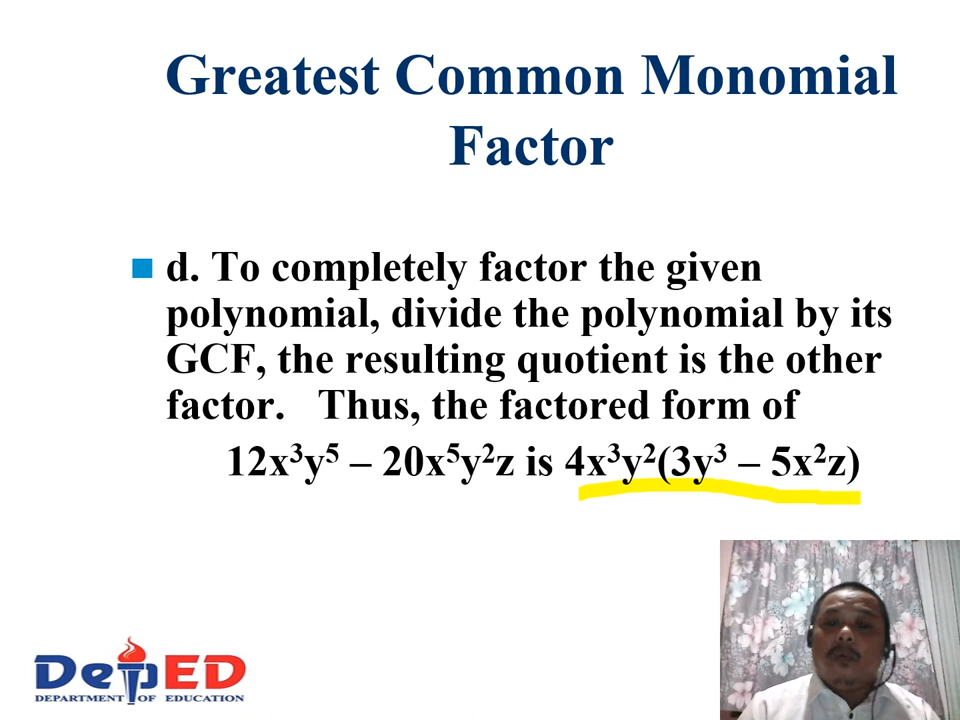 Greatest Common Monomial
Factor
d. To completely factor the given
polynomial, divide the polynomial by its
GCF, the resulting quotient is the other
factor. Thus, the factored form of
12x³y⁵ – 20x⁵y²z is 4x³y²(3y³ – 5x²z)
DepED
DEPARTMENT OF EDUCATION